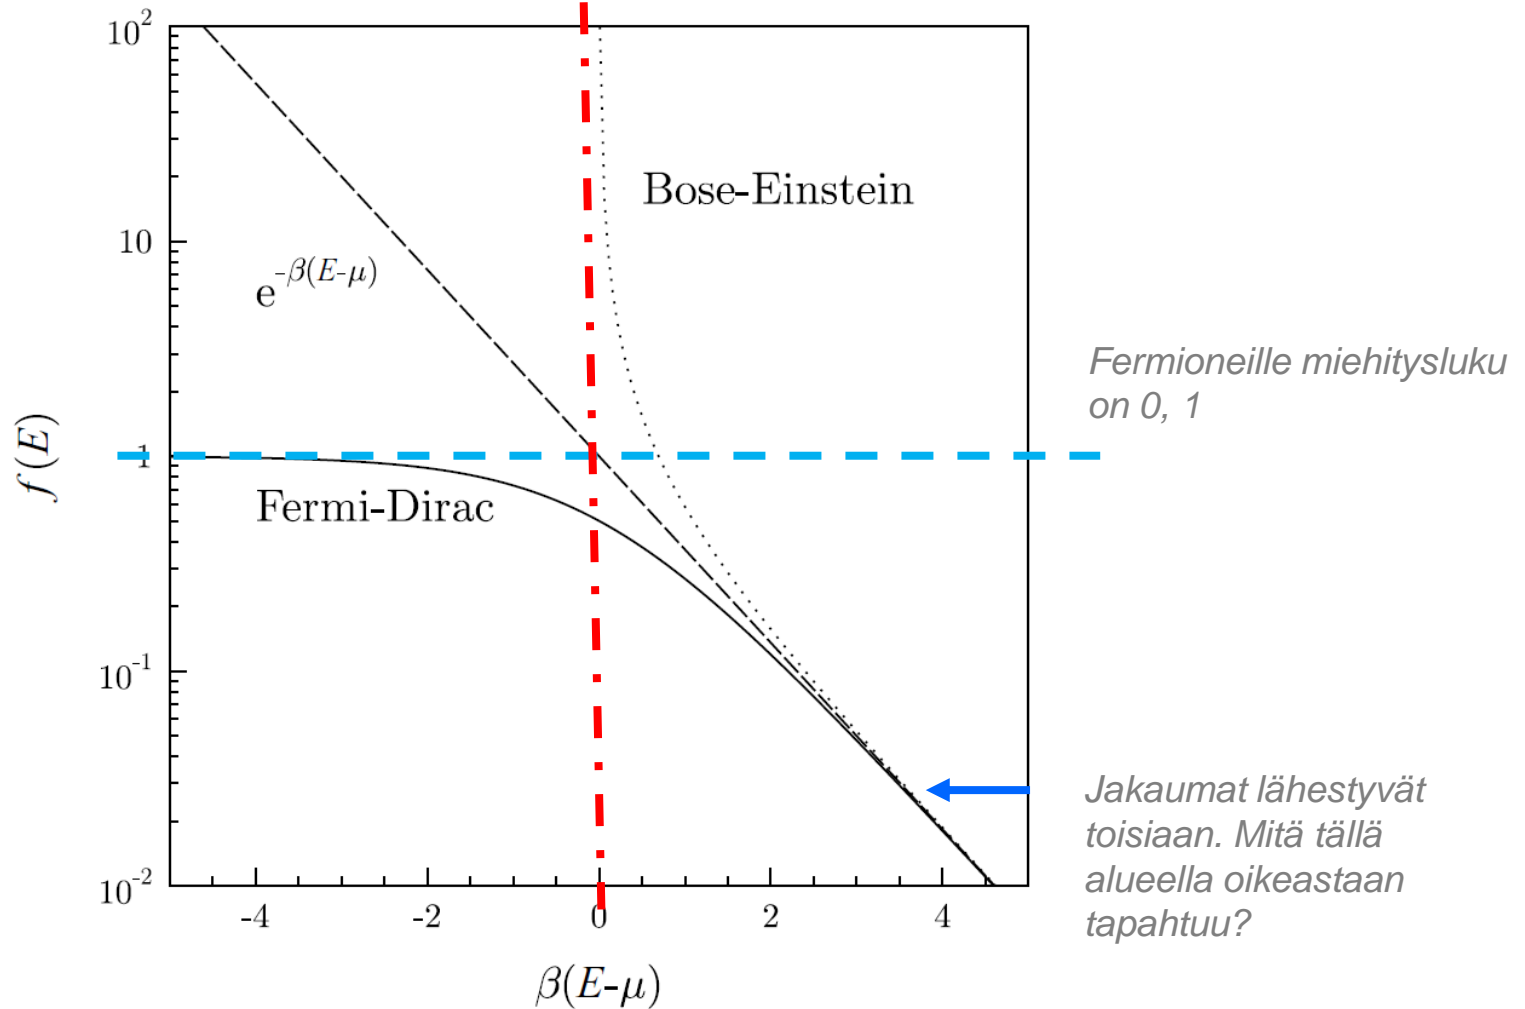 10²
10
1
10⁻¹
10⁻²
f(E)
e^-β(E-μ)
Bose-Einstein
Fermi-Dirac
-4 -2 0 2 4
β(E-μ)
Fermioneille miehitysluku
on 0, 1
Jakaumat lähestyvät
toisiaan. Mitä tällä
alueella oikeastaan
tapahtuu?